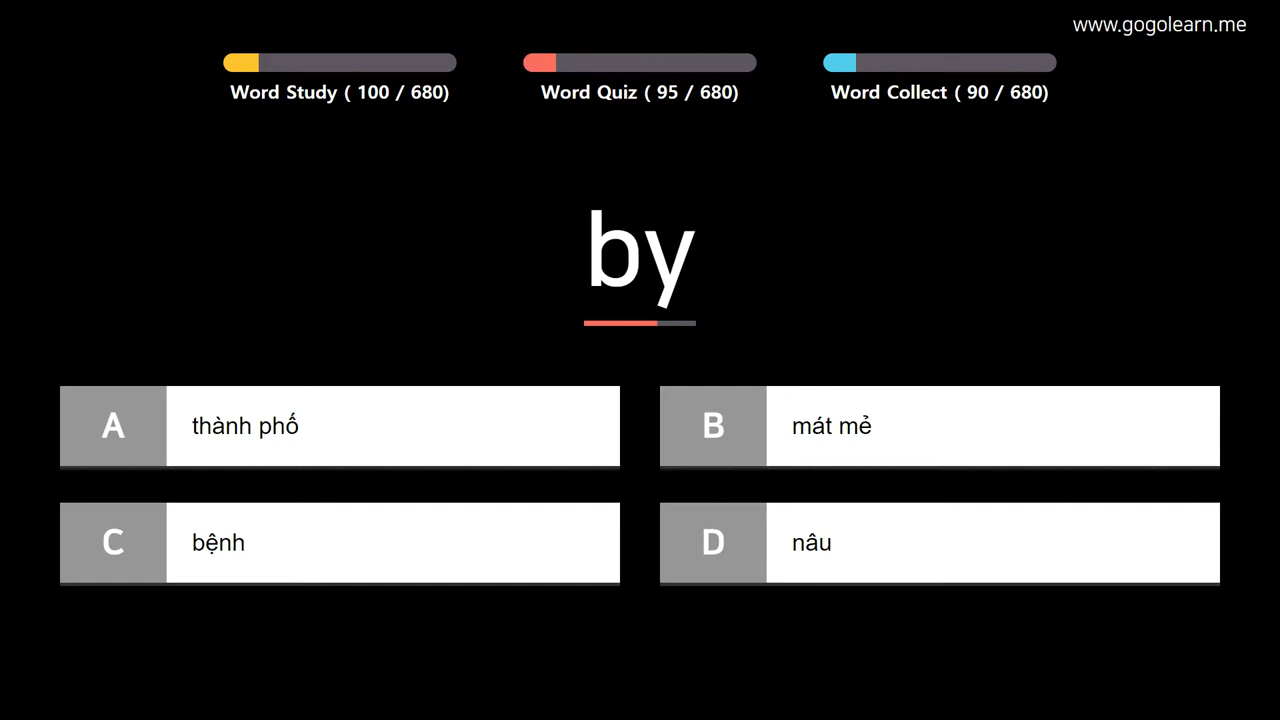 www.gogolearn.me
Word Study ( 100 / 680)
Word Quiz ( 95 / 680)
Word Collect ( 90 / 680)
by
A thành phố
B mát mẻ
C bệnh
D nâu